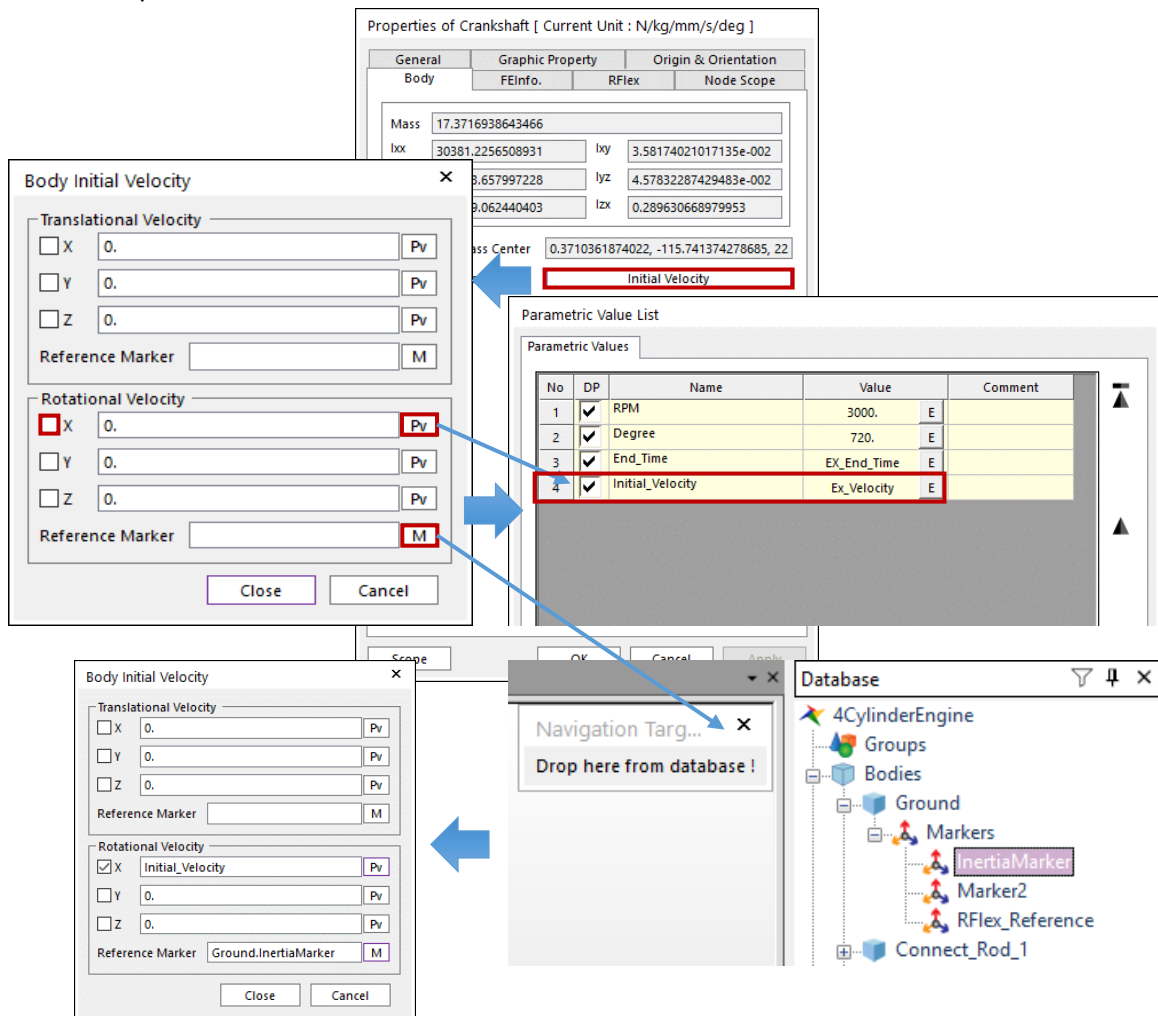 Properties of Crankshaft [ Current Unit : N/kg/mm/s/deg ]
General Graphic Property Origin & Orientation
Body FEInfo. RFlex Node Scope
Mass 17.3716938643466
Ixx 30381.2256508931 Ixy 3.58174021017135e-002
.657997228 Iyz 4.57832287429483e-002
.062440403 Izx 0.289630668979953
ass Center 0.3710361874022, -115.741374278685, 22
Initial Velocity
OK Cancel Apply
Scope
Body Initial Velocity
Translational Velocity
X 0. Pv
Y 0. Pv
Z 0. Pv
Reference Marker M
Rotational Velocity
X 0. Pv
Y 0. Pv
Z 0. Pv
Reference Marker M
Close Cancel
Parametric Value List
Parametric Values
No DP Name Value Comment
1 RPM 3000. E
2 Degree 720. E
3 End_Time EX_End_Time E
4 Initial_Velocity Ex_Velocity E
Body Initial Velocity
Translational Velocity
X 0. Pv
Y 0. Pv
Z 0. Pv
Reference Marker M
Rotational Velocity
X Initial_Velocity Pv
Y 0. Pv
Z 0. Pv
Reference Marker Ground.InertiaMarker M
Close Cancel
Navigation Targ...
Drop here from database !
Database
4CylinderEngine
Groups
Bodies
Ground
Markers
InertiaMarker
Marker2
RFlex_Reference
Connect_Rod_1